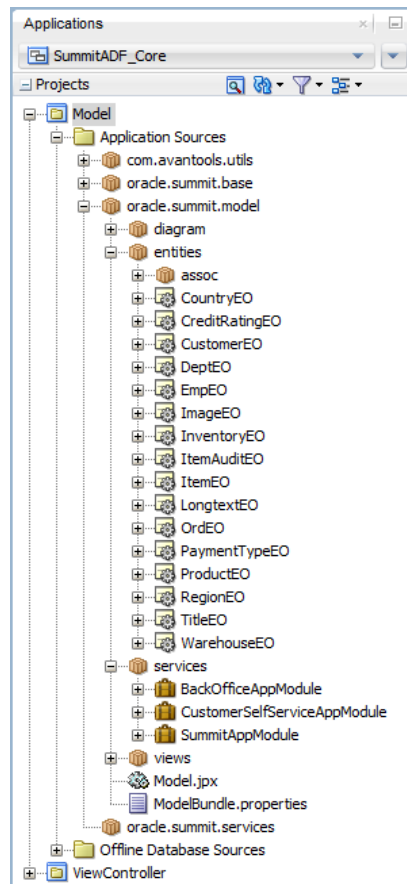 Applications
SummitADF_Core
Projects
Model
Application Sources
com.avantools.utils
oracle.summit.base
oracle.summit.model
diagram
entities
assoc
CountryEO
CreditRatingEO
CustomerEO
DeptEO
EmpEO
ImageEO
InventoryEO
ItemAuditEO
ItemEO
LongtextEO
OrdEO
PaymentTypeEO
ProductEO
RegionEO
TitleEO
WarehouseEO
services
BackOfficeAppModule
CustomerSelfServiceAppModule
SummitAppModule
views
Model.jpx
ModelBundle.properties
oracle.summit.services
Offline Database Sources
ViewController